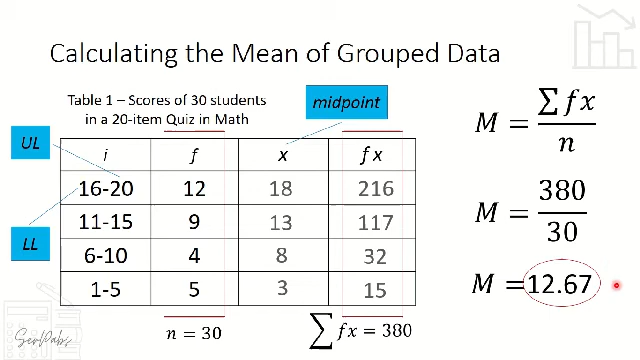 Calculating the Mean of Grouped Data
Table 1 – Scores of 30 students
in a 20-item Quiz in Math
midpoint
UL
LL
i f x fx
16-20 12 18 216
11-15 9 13 117
6-10 4 8 32
1-5 5 3 15
n = 30
∑ fx = 380
M = ∑ fx / n
M = 380 / 30
M = 12.67
SerPabs